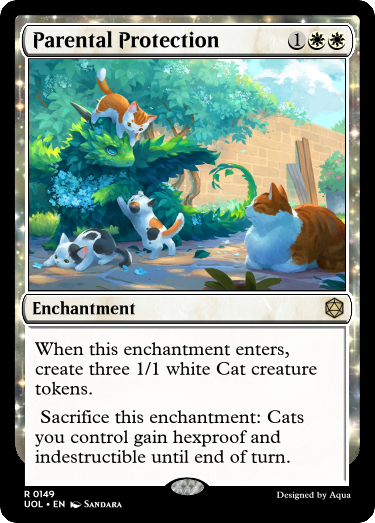 Parental Protection 1
Enchantment
When this enchantment enters,
create three 1/1 white Cat creature
tokens.
Sacrifice this enchantment: Cats
you control gain hexproof and
indestructible until end of turn.
R 0149
UOL • EN Sandara
Designed by Aqua